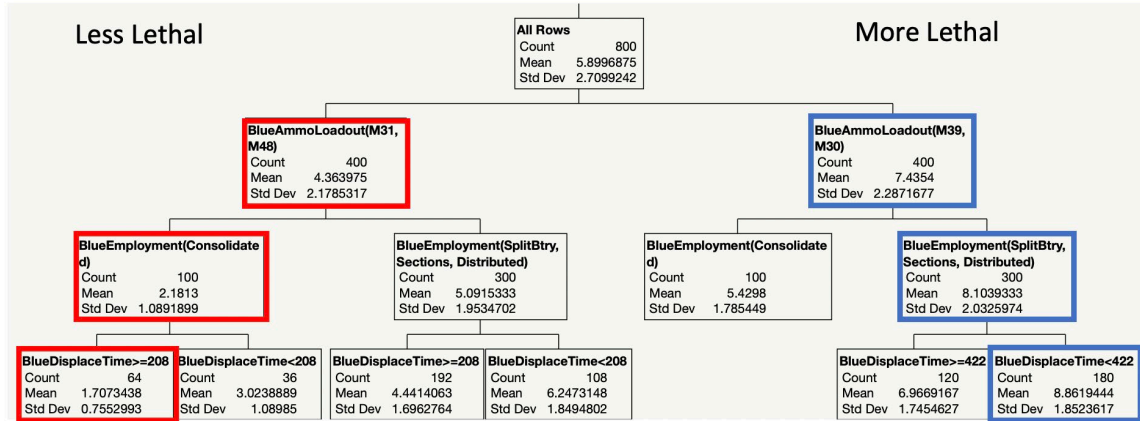 Less Lethal
More Lethal
All Rows
Count 800
Mean 5.8996875
Std Dev 2.7099242
BlueAmmoLoadout(M31,
M48)
Count 400
Mean 4.363975
Std Dev 2.1785317
BlueAmmoLoadout(M39,
M30)
Count 400
Mean 7.4354
Std Dev 2.2871677
BlueEmployment(Consolidate
d)
Count 100
Mean 2.1813
Std Dev 1.0891899
BlueEmployment(SplitBtry,
Sections, Distributed)
Count 300
Mean 5.0915333
Std Dev 1.9534702
BlueEmployment(Consolidate
d)
Count 100
Mean 5.4298
Std Dev 1.785449
BlueEmployment(SplitBtry,
Sections, Distributed)
Count 300
Mean 8.1039333
Std Dev 2.0325974
BlueDisplaceTime>=208
Count 64
Mean 1.7073438
Std Dev 0.7552993
BlueDisplaceTime<208
Count 36
Mean 3.0238889
Std Dev 1.08985
BlueDisplaceTime>=208
Count 192
Mean 4.4414063
Std Dev 1.6962764
BlueDisplaceTime<208
Count 108
Mean 6.2473148
Std Dev 1.8494802
BlueDisplaceTime>=422
Count 120
Mean 6.9669167
Std Dev 1.7454627
BlueDisplaceTime<422
Count 180
Mean 8.8619444
Std Dev 1.8523617